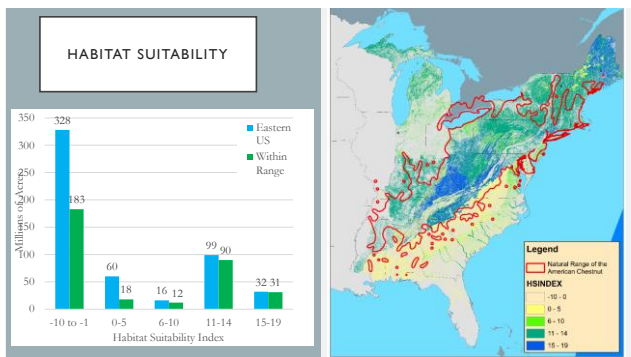 HABITAT SUITABILITY
350
300
250
200
150
100
50
0
Millions of Acres
328
183
60
18
16
12
99
90
32
31
Eastern
US
Within
Range
-10 to -1
0-5
6-10
11-14
15-19
Habitat Suitability Index
Legend
Natural Range of the
American Chestnut
HSINDEX
-10 - 0
0 - 5
6 - 10
11 - 14
15 - 19